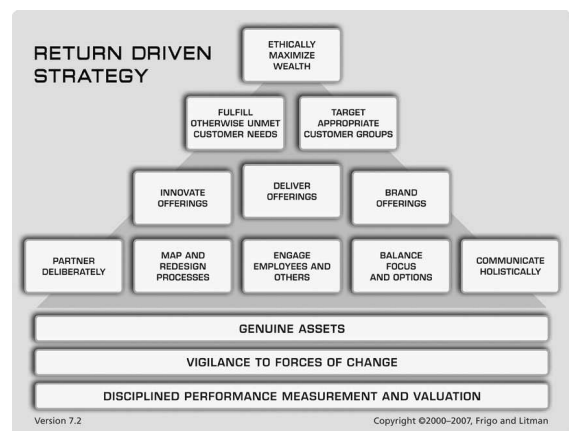 RETURN DRIVEN
STRATEGY
ETHICALLY
MAXIMIZE
WEALTH
FULFILL
OTHERWISE UNMET
CUSTOMER NEEDS
TARGET
APPROPRIATE
CUSTOMER GROUPS
INNOVATE
OFFERINGS
DELIVER
OFFERINGS
BRAND
OFFERINGS
PARTNER
DELIBERATELY
MAP AND
REDESIGN
PROCESSES
ENGAGE
EMPLOYEES AND
OTHERS
BALANCE
FOCUS
AND OPTIONS
COMMUNICATE
HOLISTICALLY
GENUINE ASSETS
VIGILANCE TO FORCES OF CHANGE
DISCIPLINED PERFORMANCE MEASUREMENT AND VALUATION
Version 7.2
Copyright ©2000–2007, Frigo and Litman